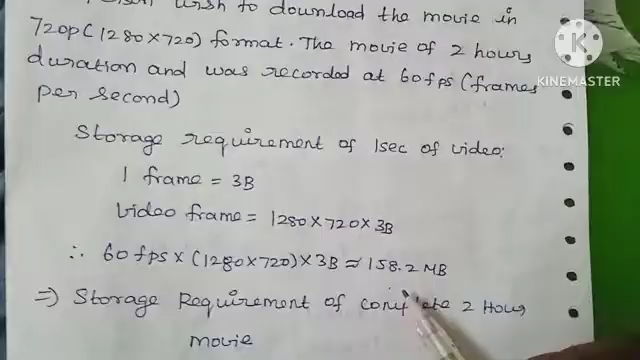 wish to download the movie in
720p (1280×720) format. The movie of 2 hours
duration and was recorded at 60fps (frames
per second)
KINEMASTER
Storage requirement of 1sec of video:
1 frame = 3B
Video frame = 1280×720×3B
∴ 60fps × (1280×720) × 3B ≈ 158.2 MB
⇒ Storage Requirement of complete 2 Hour
movie